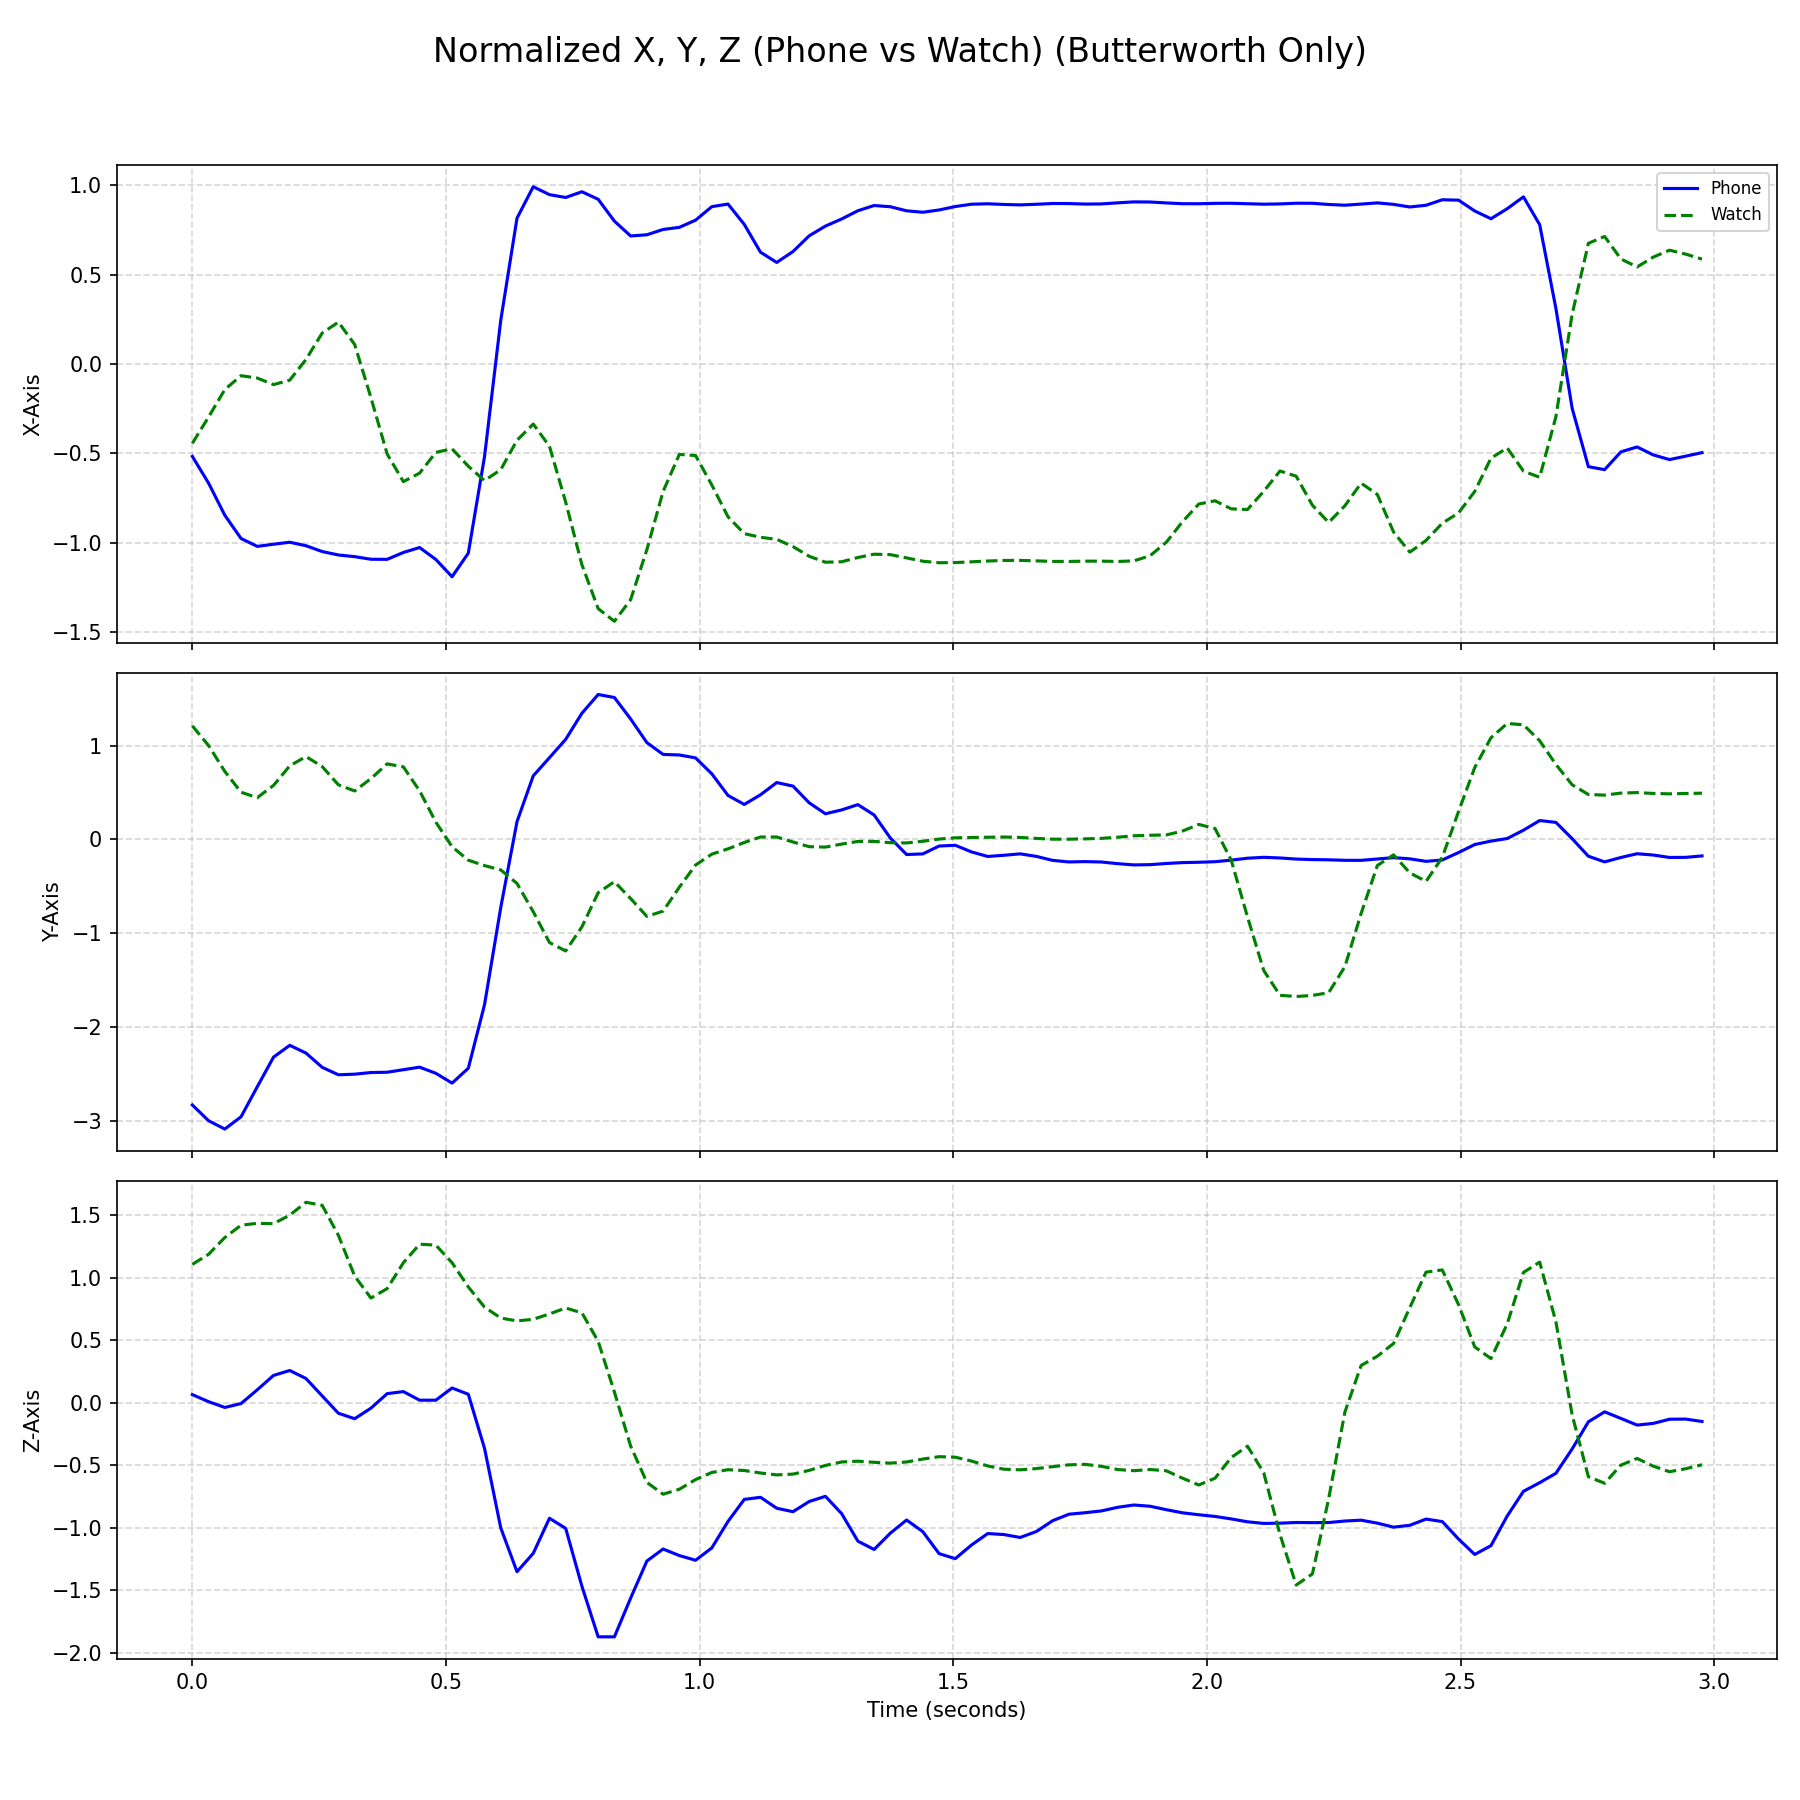 Normalized X, Y, Z (Phone vs Watch) (Butterworth Only)
1.0
0.5
0.0
−0.5
−1.0
−1.5
X-Axis
Phone
Watch
1
0
−1
−2
−3
Y-Axis
1.5
1.0
0.5
0.0
−0.5
−1.0
−1.5
−2.0
Z-Axis
0.0 0.5 1.0 1.5 2.0 2.5 3.0
Time (seconds)